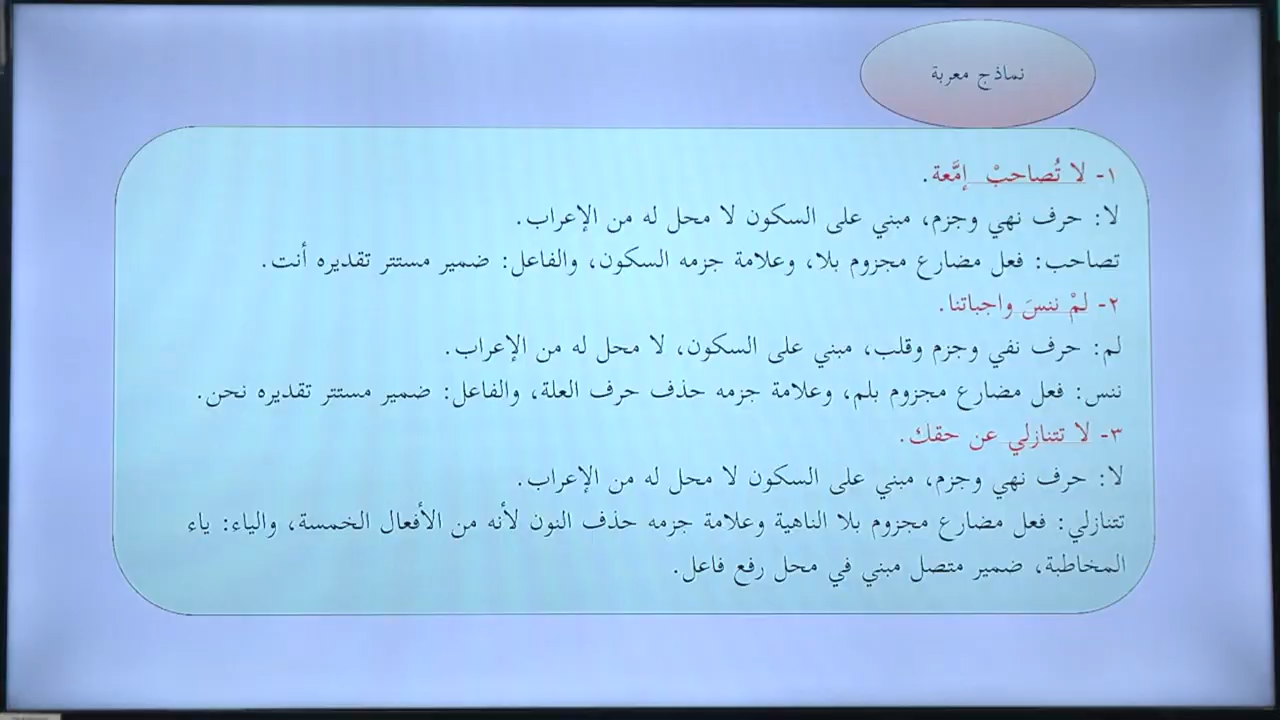 نماذج معربة
١- لا تُصاحبْ إمَّعة.
لا: حرف نهي وجزم، مبني على السكون لا محل له من الإعراب.
تصاحب: فعل مضارع مجزوم بلا، وعلامة جزمه السكون، والفاعل: ضمير مستتر تقديره أنت.
٢- لمْ ننسَ واجباتنا.
لم: حرف نفي وجزم وقلب، مبني على السكون، لا محل له من الإعراب.
ننس: فعل مضارع مجزوم بلم، وعلامة جزمه حذف حرف العلة، والفاعل: ضمير مستتر تقديره نحن.
٣- لا تتنازلي عن حقك.
لا: حرف نهي وجزم، مبني على السكون لا محل له من الإعراب.
تتنازلي: فعل مضارع مجزوم بلا الناهية وعلامة جزمه حذف النون لأنه من الأفعال الخمسة، والياء: ياء
المخاطبة، ضمير متصل مبني في محل رفع فاعل.